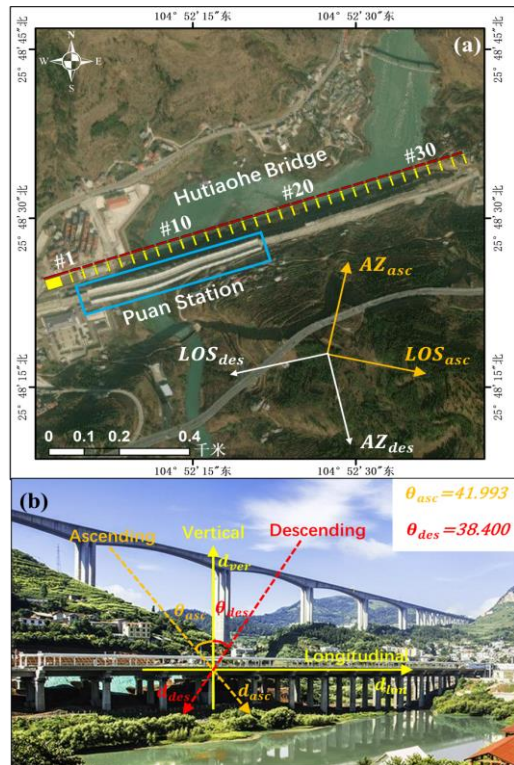 104° 52′15″东 104° 52′30″东
(a)
N
W E
S
25° 48′45″北
25° 48′30″北
25° 48′15″北
25° 48′45″北
25° 48′30″北
25° 48′15″北
#30
Hutiaohe Bridge
#20
#10
#1
Puan Station
AZasc
LOSdes
LOSasc
AZdes
0 0.1 0.2 0.4
千米
104° 52′15″东 104° 52′30″东
(b)
θasc=41.993
θdes=38.400
Ascending
Vertical
Descending
dver
θasc
θdes
Longitudinal
ddes
dasc
dlon